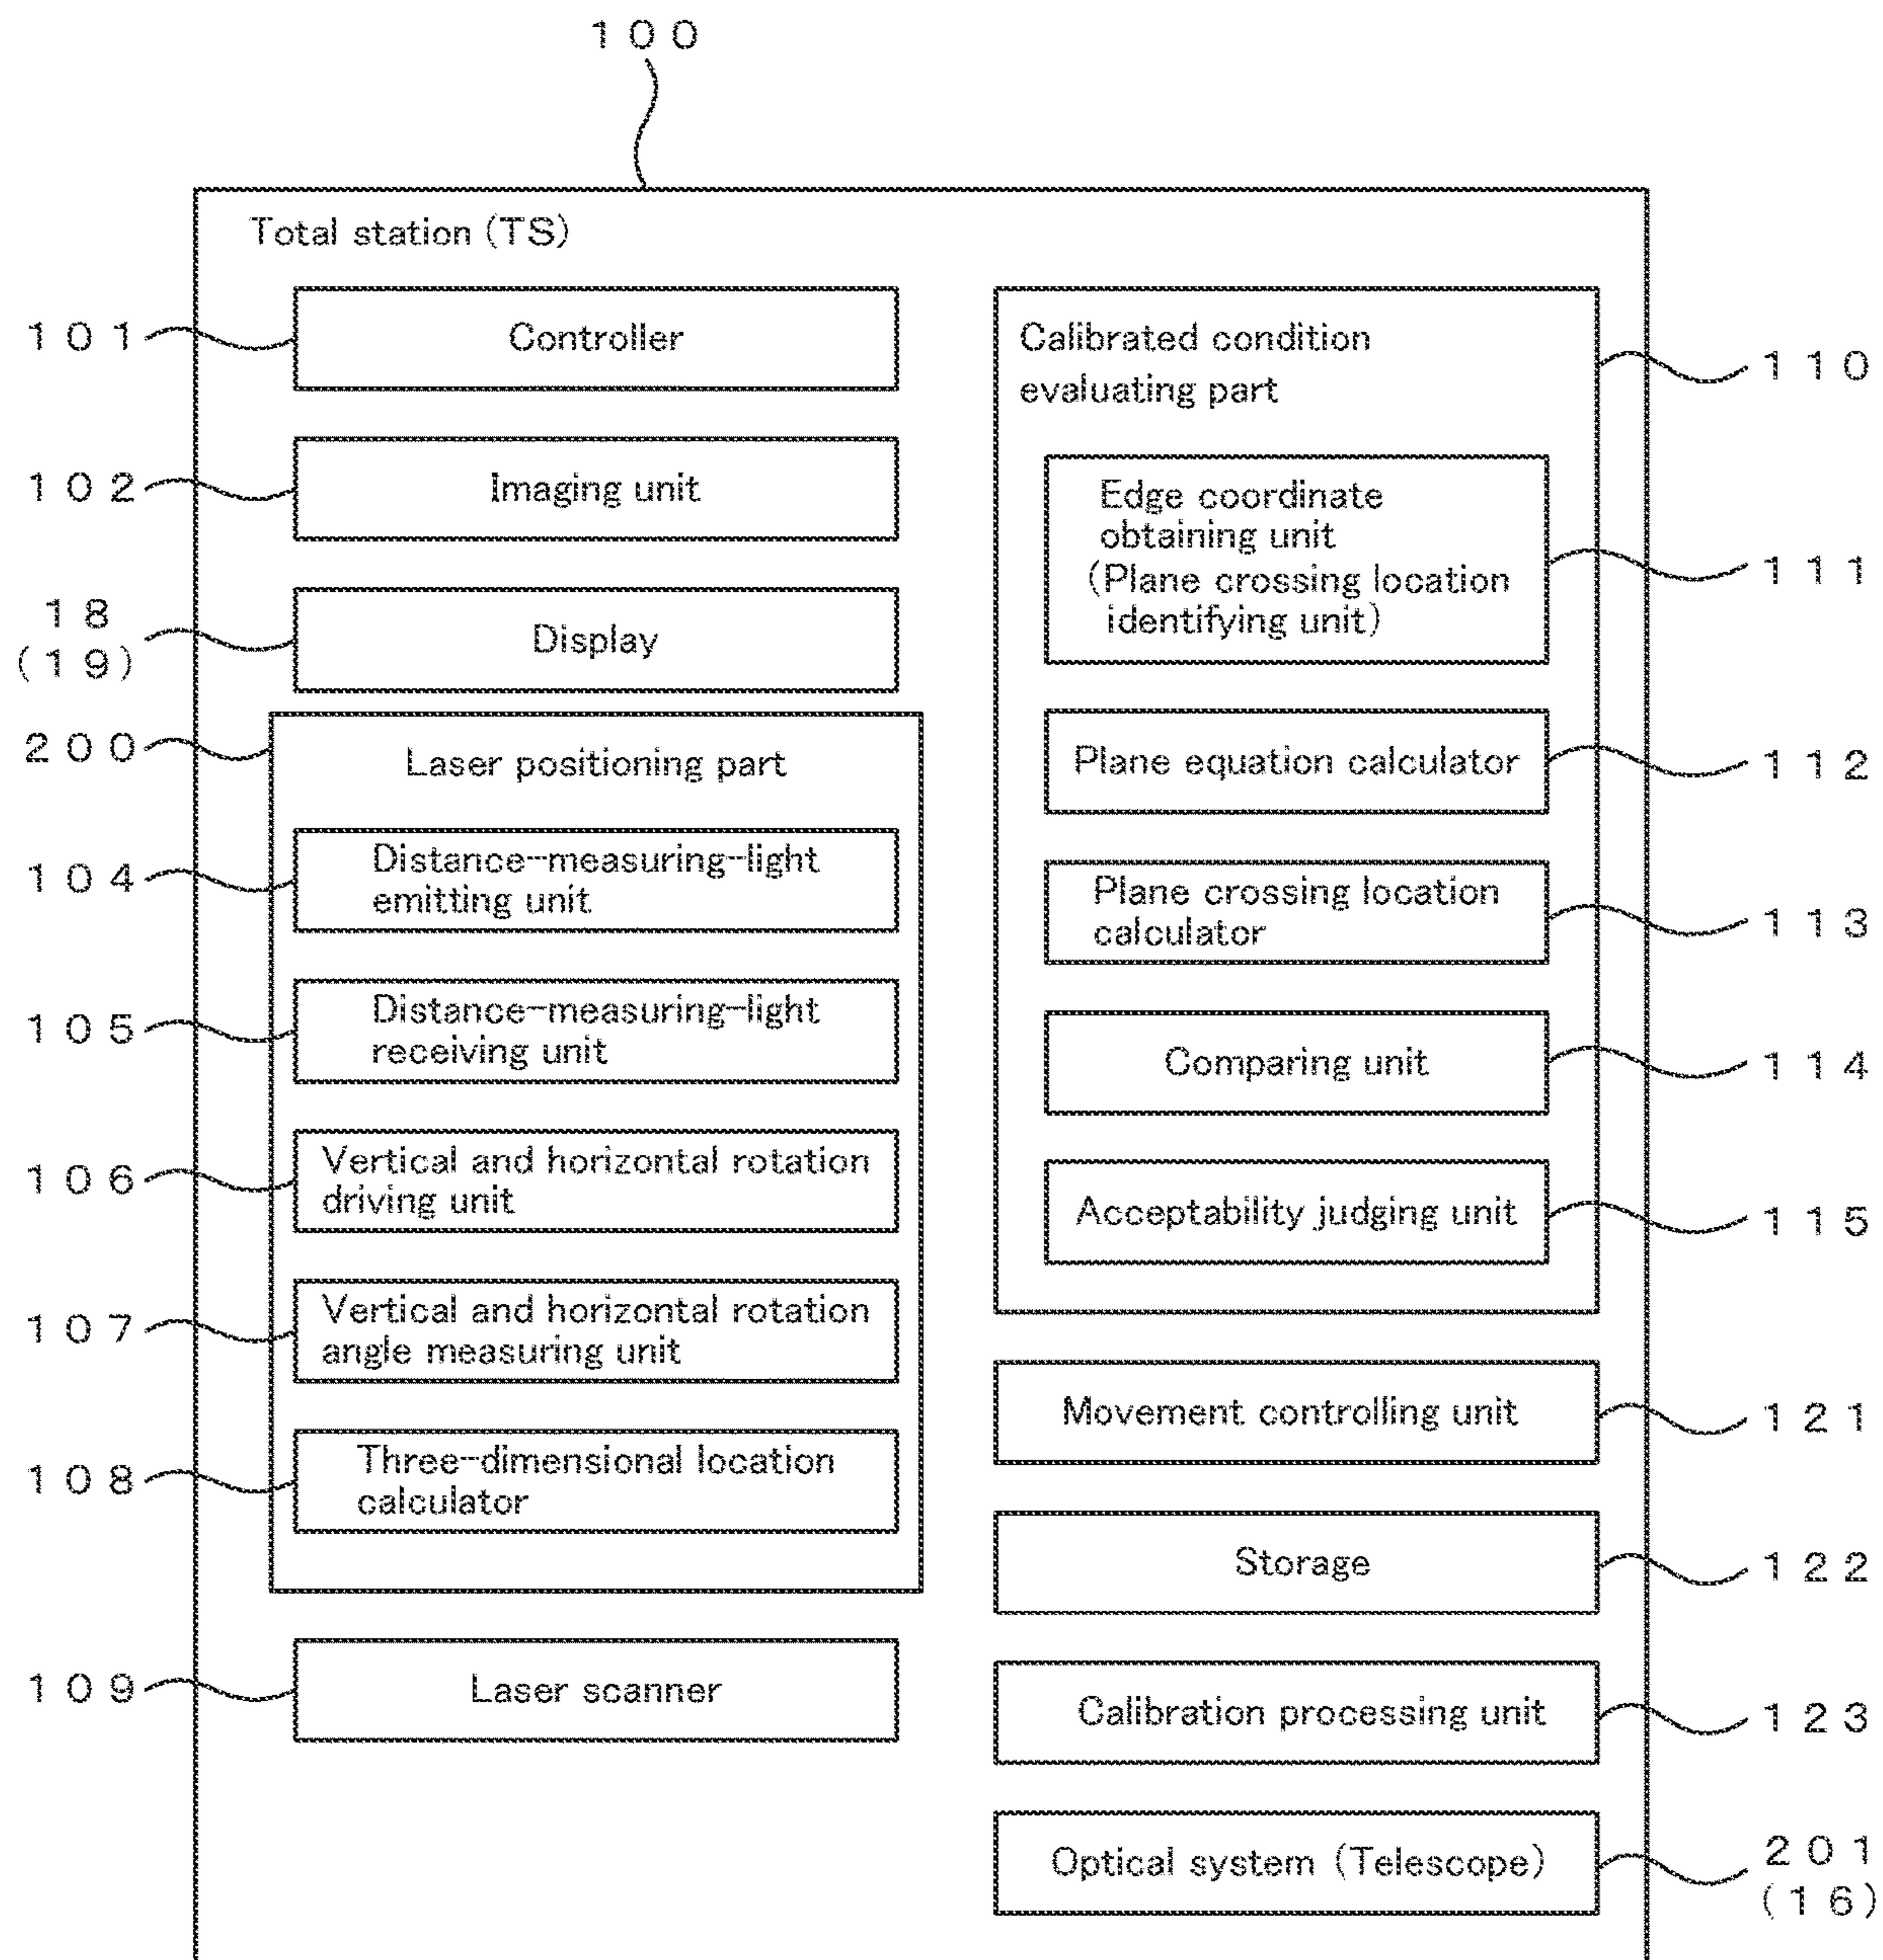 100
Total station (TS)
101
Controller
102
Imaging unit
18
(19)
Display
200
Laser positioning part
104
Distance-measuring-light
emitting unit
105
Distance-measuring-light
receiving unit
106
Vertical and horizontal rotation
driving unit
107
Vertical and horizontal rotation
angle measuring unit
108
Three-dimensional location
calculator
109
Laser scanner
Calibrated condition
evaluating part
110
Edge coordinate
obtaining unit
(Plane crossing location
identifying unit)
111
Plane equation calculator
112
Plane crossing location
calculator
113
Comparing unit
114
Acceptability judging unit
115
Movement controlling unit
121
Storage
122
Calibration processing unit
123
Optical system (Telescope)
201
(16)